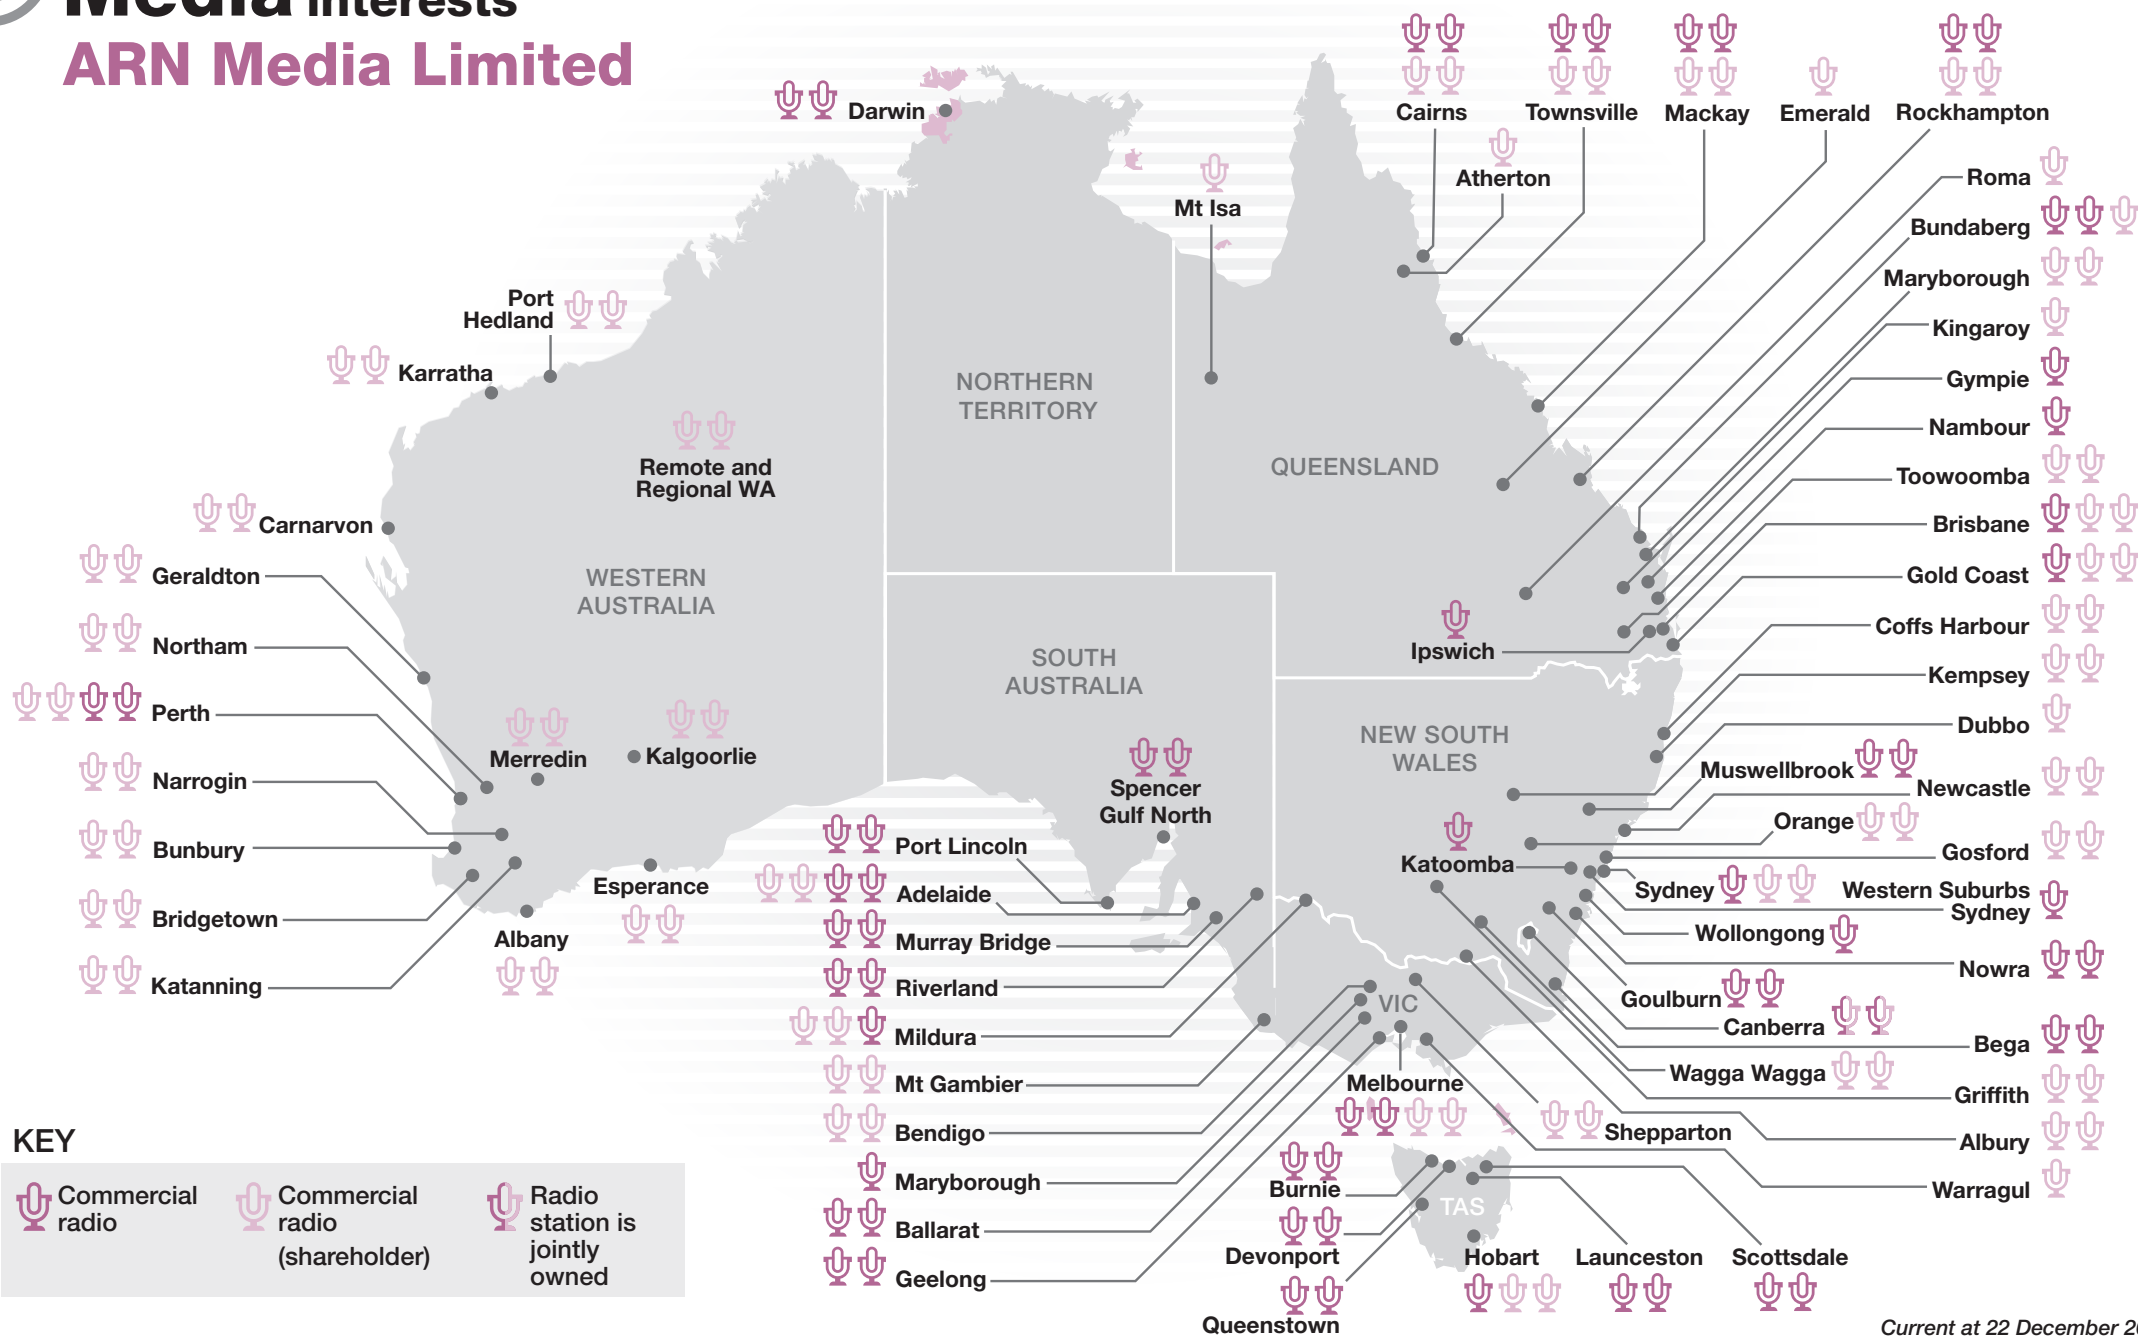 Media interests
ARN Media Limited
Darwin
Cairns
Townsville
Mackay
Emerald
Rockhampton
Atherton
Mt Isa
Roma
Bundaberg
Maryborough
Kingaroy
Gympie
Nambour
Toowoomba
Brisbane
Gold Coast
Ipswich
Coffs Harbour
Kempsey
Dubbo
Muswellbrook
Newcastle
Orange
Gosford
Katoomba
Sydney
Western Suburbs
Sydney
Wollongong
Nowra
Goulburn
Canberra
Bega
Wagga Wagga
Griffith
Albury
Warragul
Port
Hedland
Karratha
Remote and
Regional WA
Carnarvon
Geraldton
Northam
Perth
Narrogin
Bunbury
Bridgetown
Katanning
Merredin
Kalgoorlie
Esperance
Albany
NORTHERN
TERRITORY
QUEENSLAND
WESTERN
AUSTRALIA
SOUTH
AUSTRALIA
NEW SOUTH
WALES
VIC
TAS
Spencer
Gulf North
Port Lincoln
Adelaide
Murray Bridge
Riverland
Mildura
Mt Gambier
Bendigo
Maryborough
Ballarat
Geelong
Melbourne
Shepparton
Burnie
Devonport
Queenstown
Hobart
Launceston
Scottsdale
KEY
Commercial
radio
Commercial
radio
(shareholder)
Radio
station is
jointly
owned
Current at 22 December